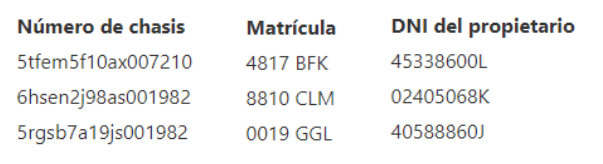 Número de chasis Matrícula DNI del propietario
5tfem5f10ax007210 4817 BFK 45338600L
6hsen2j98as001982 8810 CLM 02405068K
5rgsb7a19js001982 0019 GGL 40588860J